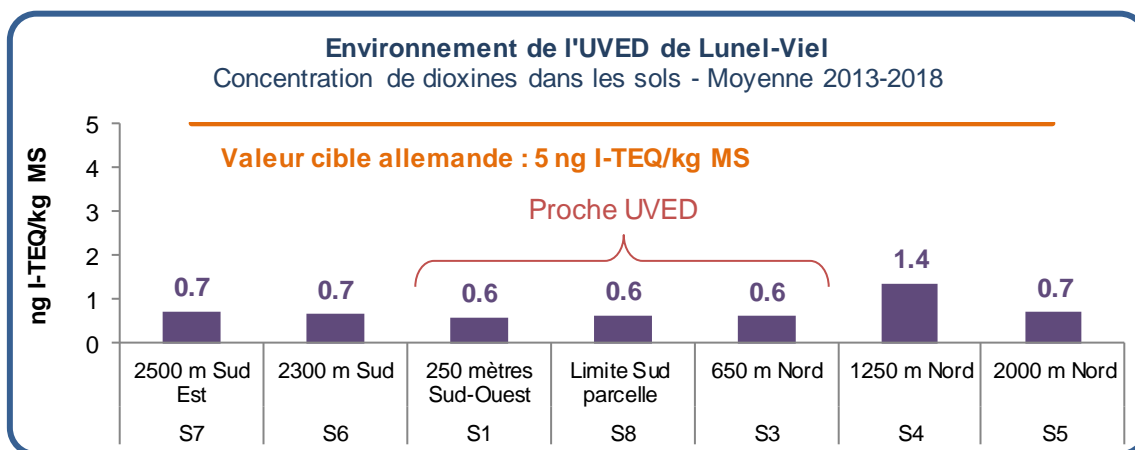 Environnement de l'UVED de Lunel-Viel
Concentration de dioxines dans les sols - Moyenne 2013-2018
ng I-TEQ/kg MS
5
4
3
2
1
0
Valeur cible allemande : 5 ng I-TEQ/kg MS
Proche UVED
0.7
0.7
0.6
0.6
0.6
1.4
0.7
2500 m Sud
Est
2300 m Sud
250 mètres
Sud-Ouest
Limite Sud
parcelle
650 m Nord
1250 m Nord
2000 m Nord
S7
S6
S1
S8
S3
S4
S5